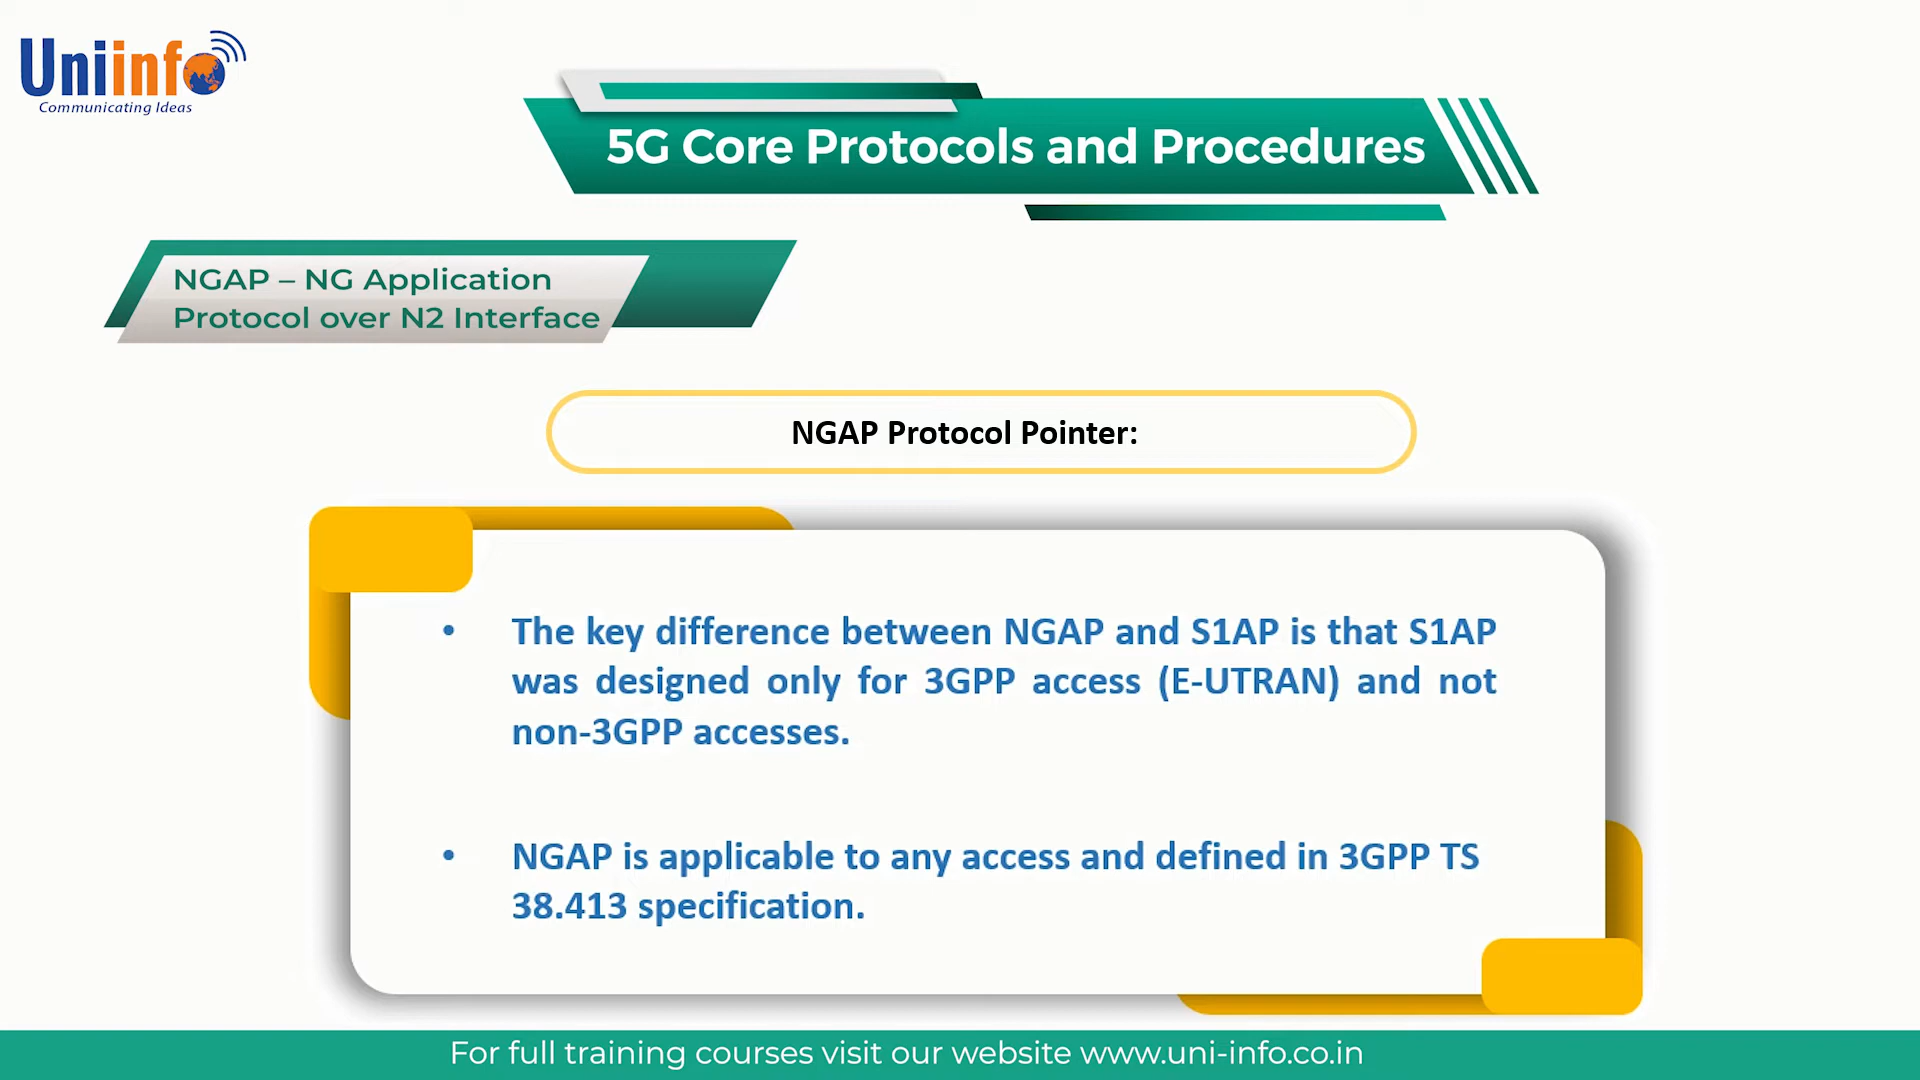 Uniinfo
Communicating Ideas
5G Core Protocols and Procedures
NGAP – NG Application
Protocol over N2 Interface
NGAP Protocol Pointer:
• The key difference between NGAP and S1AP is that S1AP
was designed only for 3GPP access (E-UTRAN) and not
non-3GPP accesses.
• NGAP is applicable to any access and defined in 3GPP TS
38.413 specification.
For full training courses visit our website www.uni-info.co.in